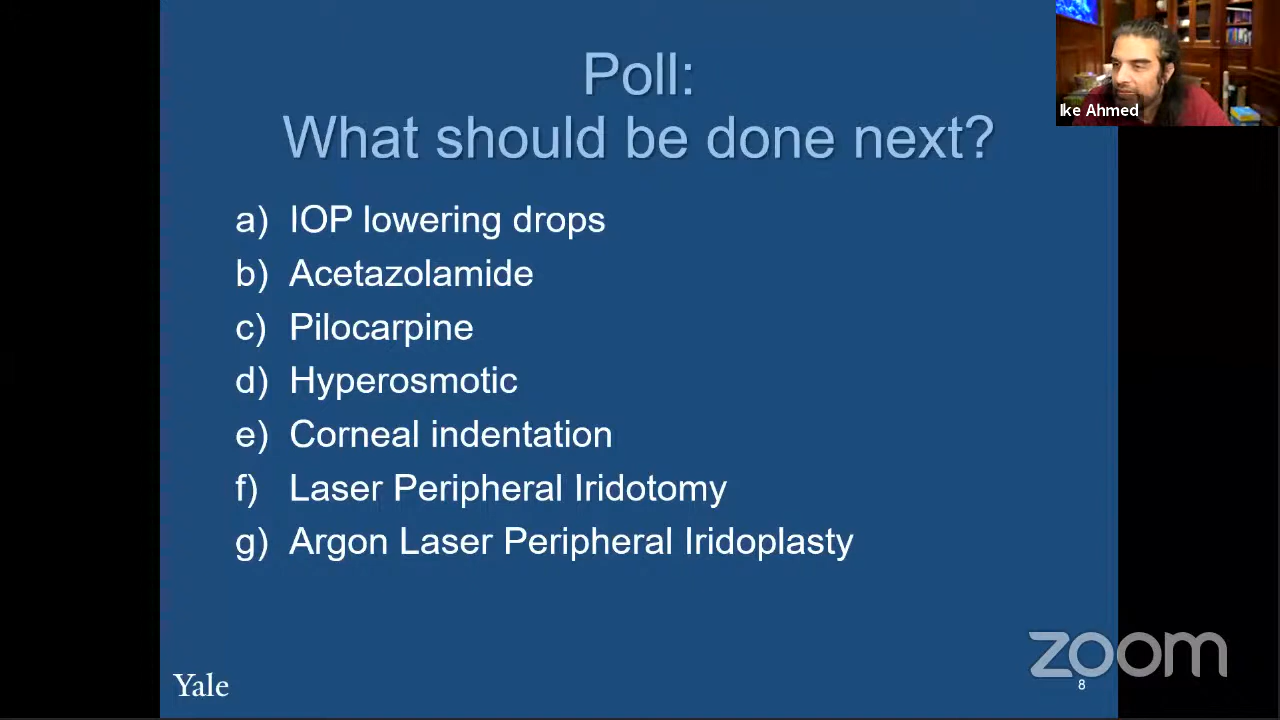 Poll:
What should be done next?
Ike Ahmed
a) IOP lowering drops
b) Acetazolamide
c) Pilocarpine
d) Hyperosmotic
e) Corneal indentation
f) Laser Peripheral Iridotomy
g) Argon Laser Peripheral Iridoplasty
zoom
Yale
8